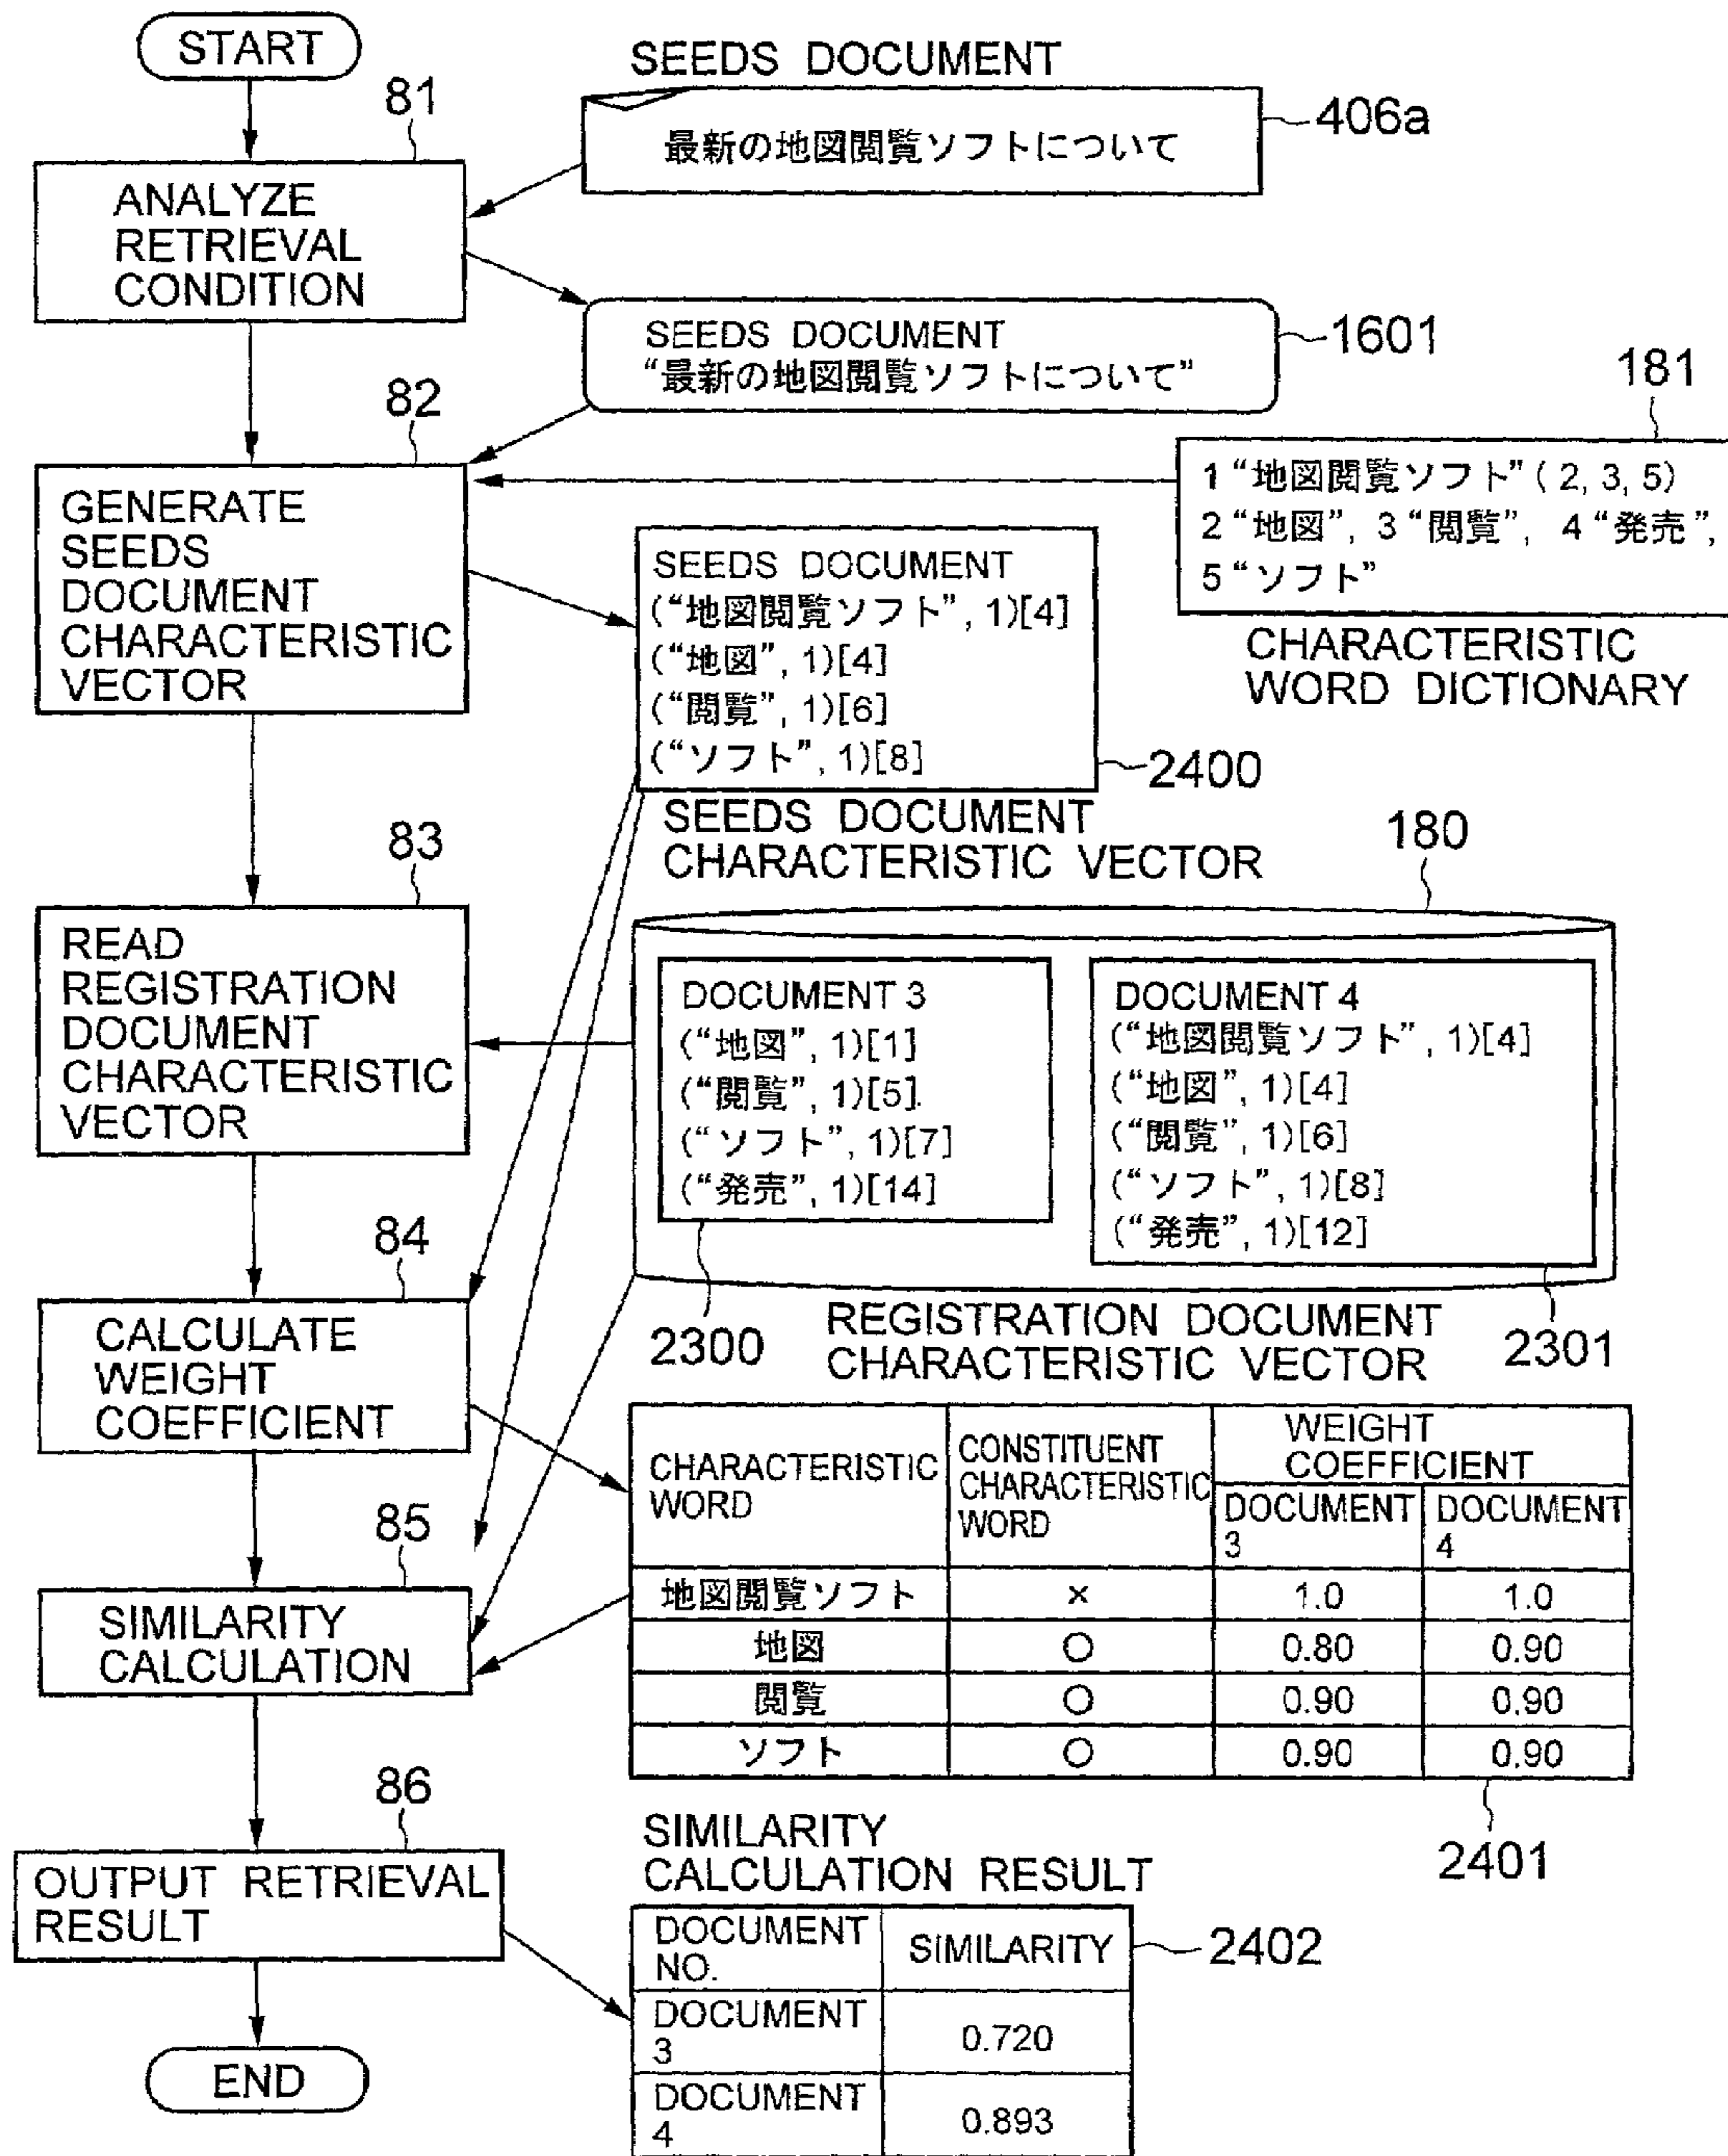 START
SEEDS DOCUMENT
81
406a
最新の地図閲覧ソフトについて
ANALYZE
RETRIEVAL
CONDITION
1601
SEEDS DOCUMENT
“最新の地図閲覧ソフトについて”
181
82
1 “地図閲覧ソフト” ( 2, 3, 5)
2 “地図”, 3 “閲覧”, 4 “発売”,
5 “ソフト”
CHARACTERISTIC
WORD DICTIONARY
GENERATE
SEEDS
DOCUMENT
CHARACTERISTIC
VECTOR
SEEDS DOCUMENT
(“地図閲覧ソフト”, 1)[4]
(“地図”, 1)[4]
(“閲覧”, 1)[6]
(“ソフト”, 1)[8]
2400
SEEDS DOCUMENT
CHARACTERISTIC VECTOR
83
180
READ
REGISTRATION
DOCUMENT
CHARACTERISTIC
VECTOR
DOCUMENT 3
(“地図”, 1)[1]
(“閲覧”, 1)[5].
(“ソフト”, 1)[7]
(“発売”, 1)[14]
DOCUMENT 4
(“地図閲覧ソフト”, 1)[4]
(“地図”, 1)[4]
(“閲覧”, 1)[6]
(“ソフト”, 1)[8]
(“発売”, 1)[12]
2300
2301
REGISTRATION DOCUMENT
CHARACTERISTIC VECTOR
84
CALCULATE
WEIGHT
COEFFICIENT
CHARACTERISTIC
WORD
CONSTITUENT
CHARACTERISTIC
WORD
WEIGHT
COEFFICIENT
DOCUMENT
3
DOCUMENT
4
地図閲覧ソフト × 1.0 1.0
地図 ○ 0.80 0.90
閲覧 ○ 0.90 0.90
ソフト ○ 0.90 0.90
2401
85
SIMILARITY
CALCULATION
86
OUTPUT RETRIEVAL
RESULT
SIMILARITY
CALCULATION RESULT
DOCUMENT
NO.
SIMILARITY
2402
DOCUMENT
3
0.720
DOCUMENT
4
0.893
END